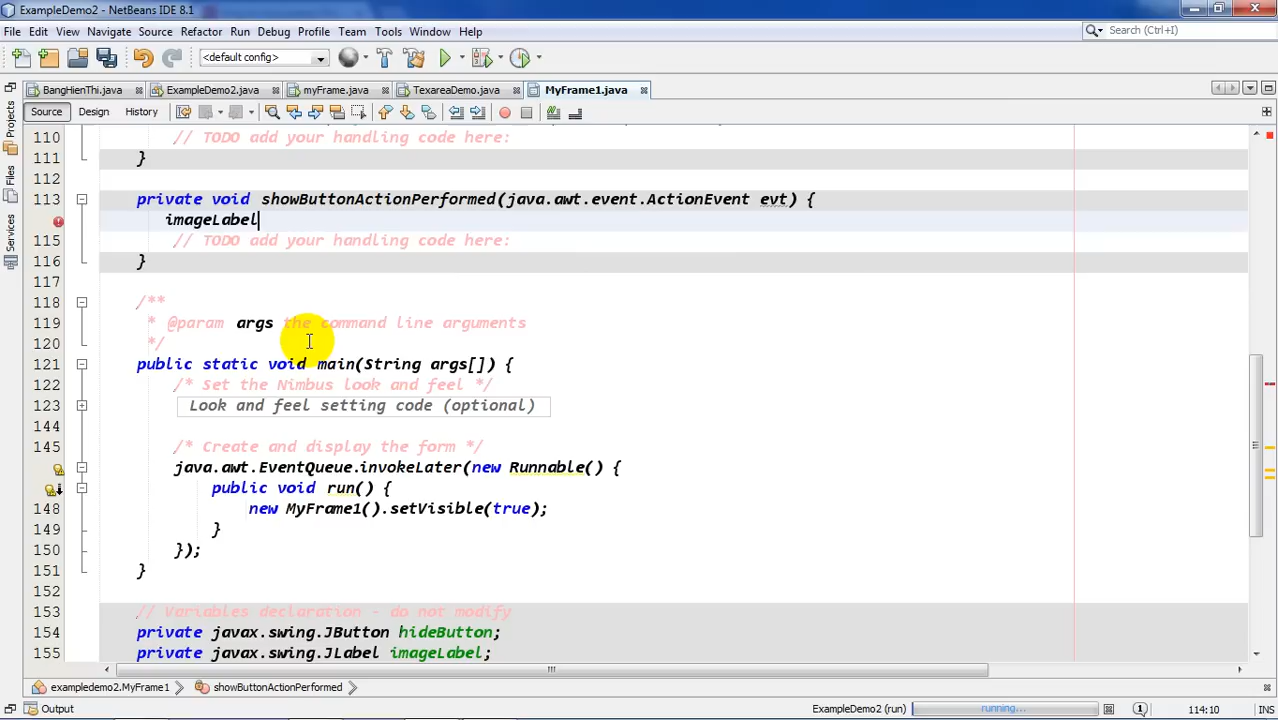 ExampleDemo2 - NetBeans IDE 8.1
File Edit View Navigate Source Refactor Run Debug Profile Team Tools Window Help
Search (Ctrl+I)
<default config>
BangHienThi.java ExampleDemo2.java myFrame.java TexareaDemo.java MyFrame1.java
Source Design History
Projects
Files
Services
110 // TODO add your handling code here:
111 }
112
113 private void showButtonActionPerformed(java.awt.event.ActionEvent evt) {
imageLabel
115 // TODO add your handling code here:
116 }
117
118 /**
119 * @param args the command line arguments
120 */
121 public static void main(String args[]) {
122 /* Set the Nimbus look and feel */
123 Look and feel setting code (optional)
144
145 /* Create and display the form */
java.awt.EventQueue.invokeLater(new Runnable() {
public void run() {
148 new MyFrame1().setVisible(true);
149 }
150 });
151 }
152
153 // Variables declaration - do not modify
154 private javax.swing.JButton hideButton;
155 private javax.swing.JLabel imageLabel;
exampledemo2.MyFrame1 showButtonActionPerformed
Output ExampleDemo2 (run) running... 1 114:10 INS